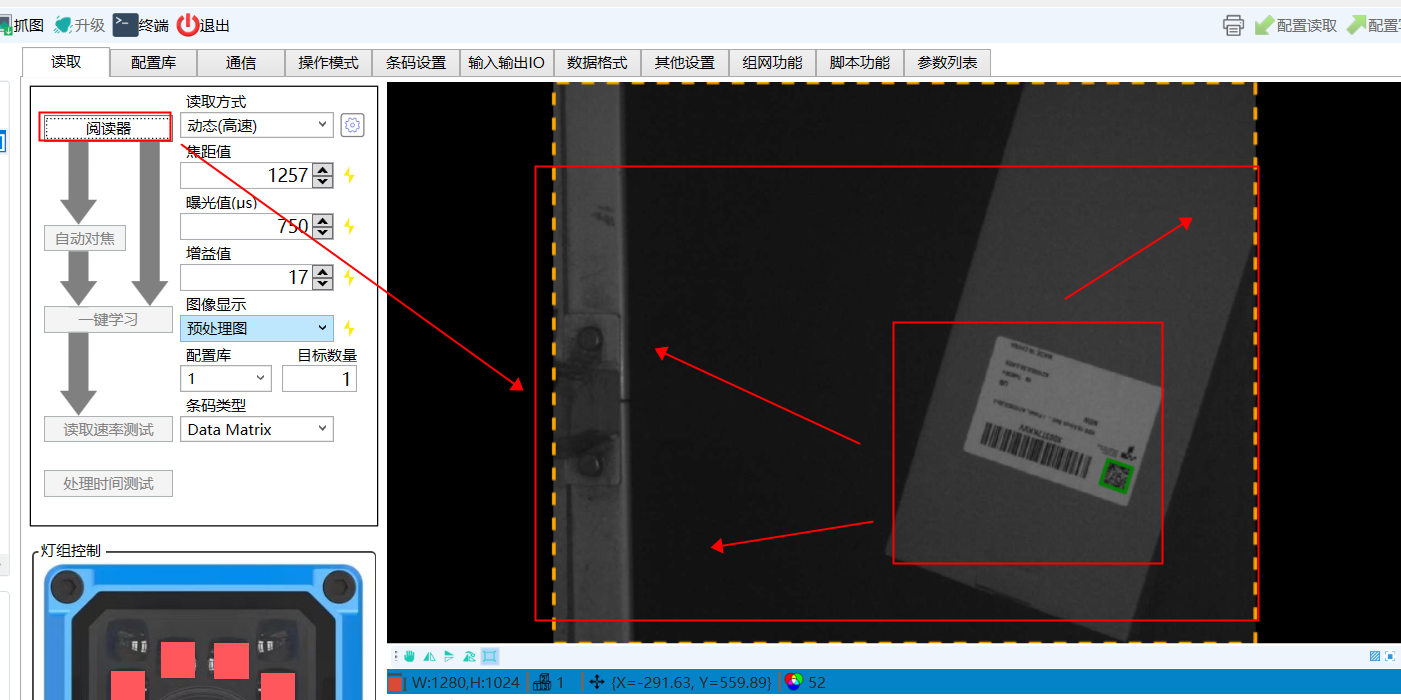 抓图 升级 终端 退出 配置读取 配置
读取 配置库 通信 操作模式 条码设置 输入输出IO 数据格式 其他设置 组网功能 脚本功能 参数列表
阅读器
自动对焦
一键学习
读取速率测试
处理时间测试
读取方式
动态(高速)
焦距值
1257
曝光值(μs)
750
增益值
17
图像显示
预处理图
配置库 目标数量
1 1
条码类型
Data Matrix
灯组控制
MADE IN CHINA
US
W:1280,H:1024 1 {X=-291.63, Y=559.89} 52